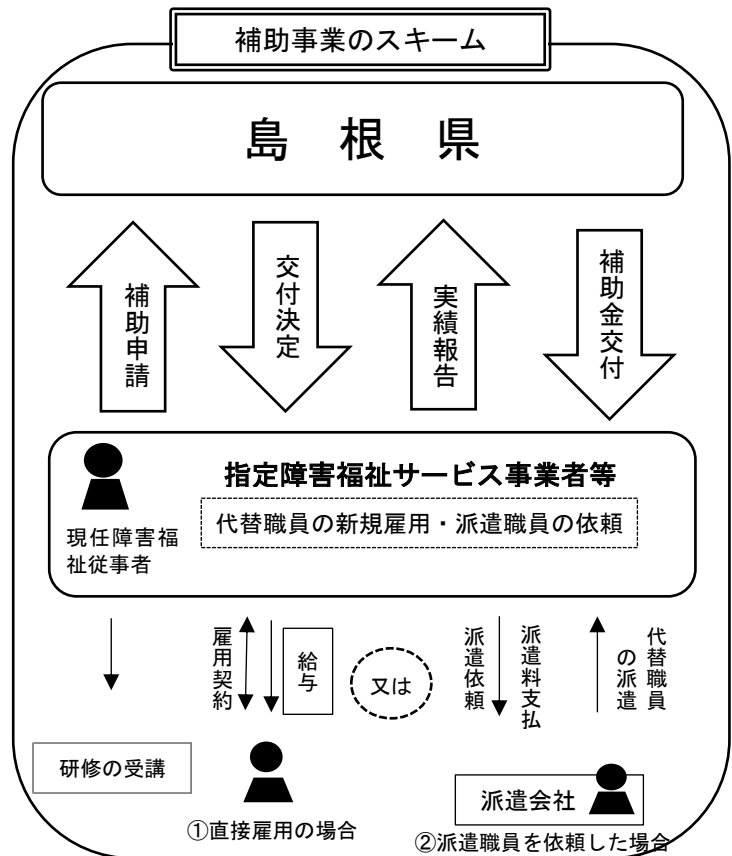 補助事業のスキーム
島　根　県
補助申請
交付決定
実績報告
補助金交付
指定障害福祉サービス事業者等
代替職員の新規雇用・派遣職員の依頼
現任障害福
祉従事者
雇用契約
給与
又は
派遣依頼
派遣料支払
代替職員
の派遣
研修の受講
①直接雇用の場合
派遣会社
②派遣職員を依頼した場合